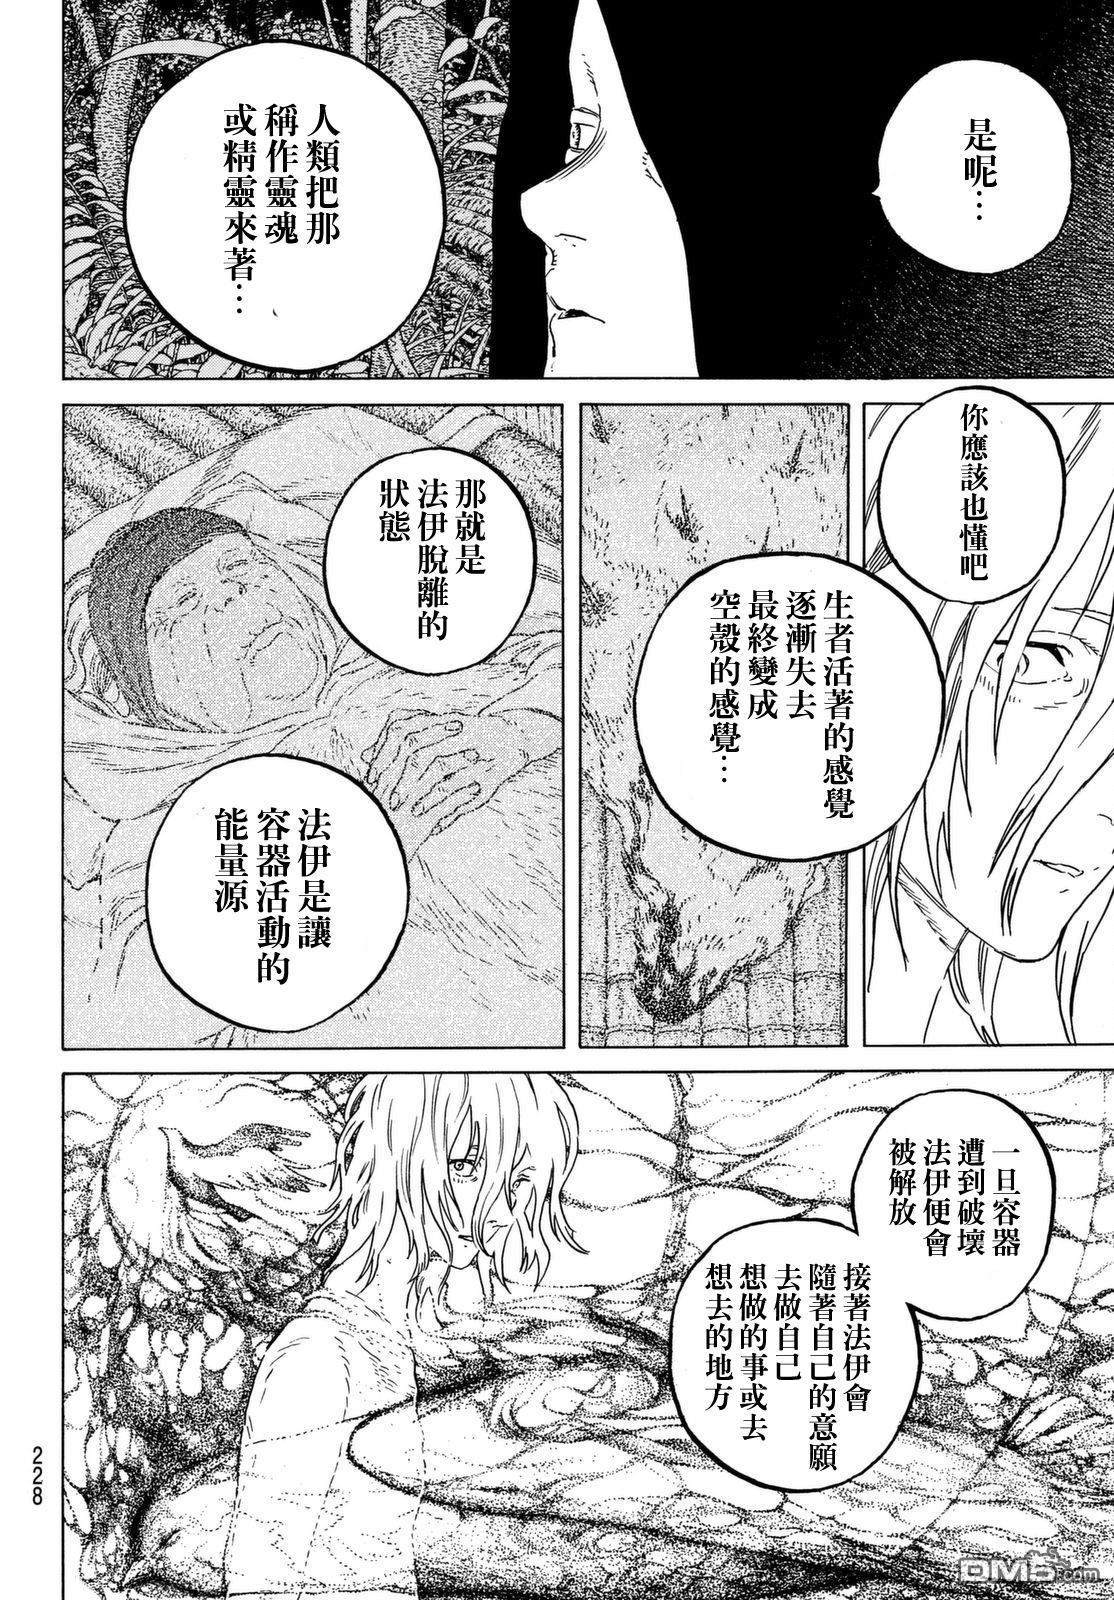 是呢…
人類把那
稱作靈魂
或精靈來著…
你應該也懂吧
生者活著的感覺
逐漸失去
最終變成
空殼的感覺…
那就是
法伊脫離的
狀態
法伊是讓
容器活動的
能量源
一旦容器
遭到破壞
法伊便會
被解放
接著法伊會
隨著自己的意願
去做自己
想做的事或去
想去的地方
228
DM5